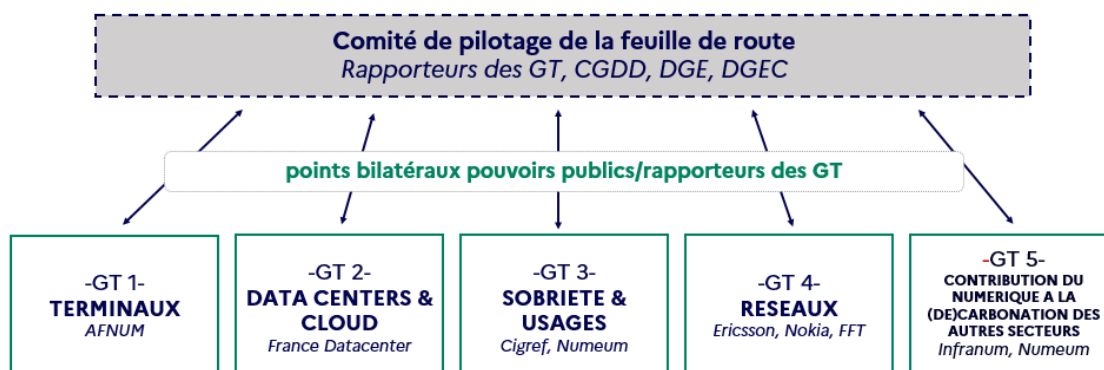 Comité de pilotage de la feuille de route
Rapporteurs des GT, CGDD, DGE, DGEC
points bilatéraux pouvoirs publics/rapporteurs des GT
-GT 1-
TERMINAUX
AFNUM
-GT 2-
DATA CENTERS &
CLOUD
France Datacenter
-GT 3-
SOBRIETE &
USAGES
Cigref, Numeum
-GT 4-
RESEAUX
Ericsson, Nokia, FFT
-GT 5-
CONTRIBUTION DU
NUMERIQUE A LA
(DE)CARBONATION DES
AUTRES SECTEURS
Infranum, Numeum